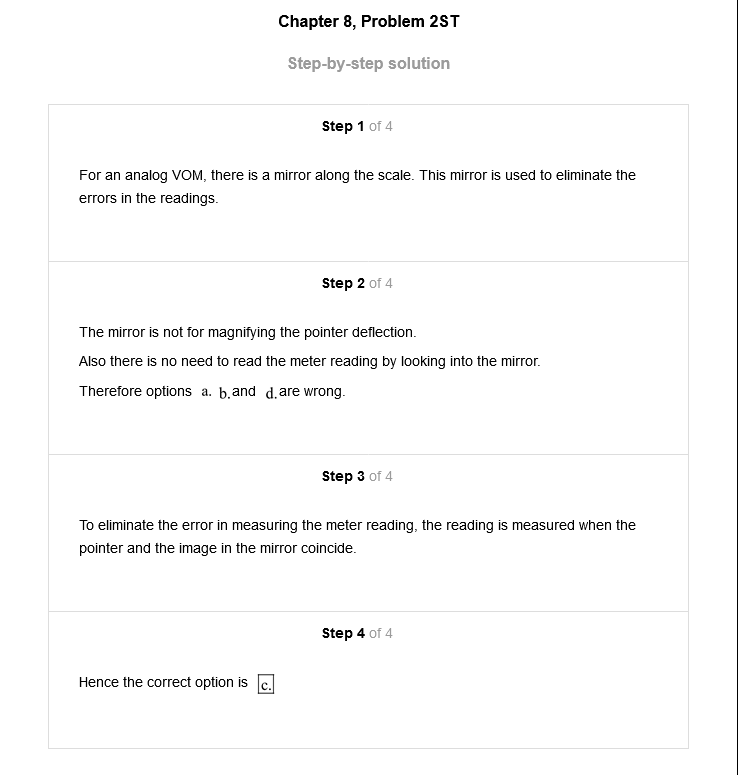 Chapter 8, Problem 2ST
Step-by-step solution
Step 1 of 4
For an analog VOM, there is a mirror along the scale. This mirror is used to eliminate the
errors in the readings.
Step 2 of 4
The mirror is not for magnifying the pointer deflection.
Also there is no need to read the meter reading by looking into the mirror.
Therefore options a. b. and d. are wrong.
Step 3 of 4
To eliminate the error in measuring the meter reading, the reading is measured when the
pointer and the image in the mirror coincide.
Step 4 of 4
Hence the correct option is c.